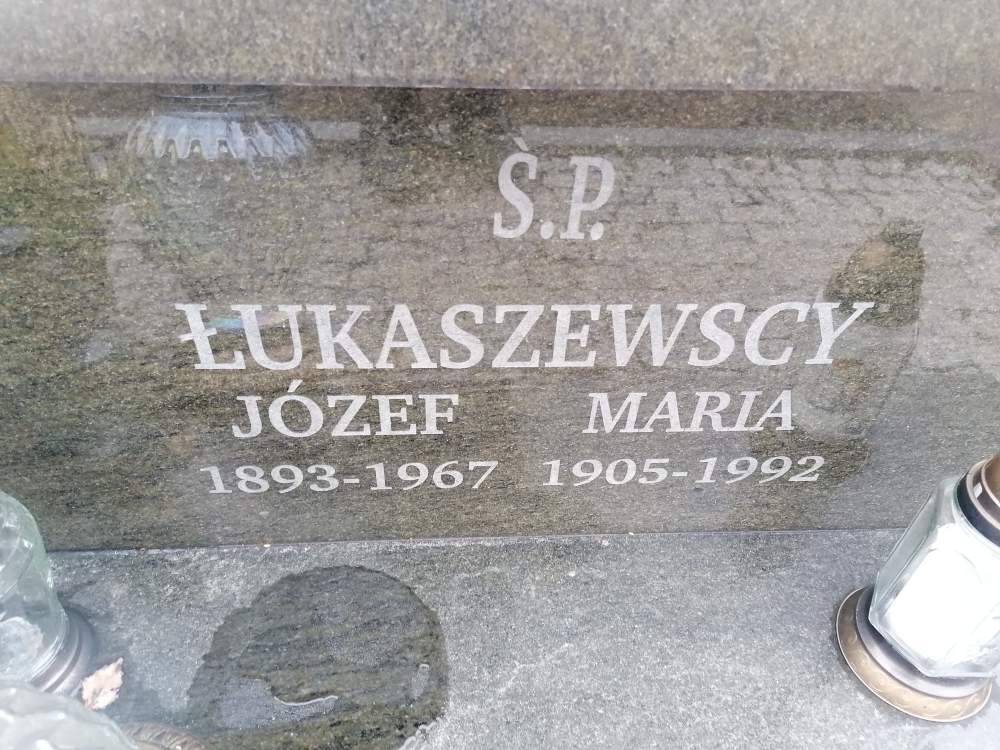 Ṡ.P.
ŁUKASZEWSCY
JÓZEF MARIA
1893-1967 1905-1992